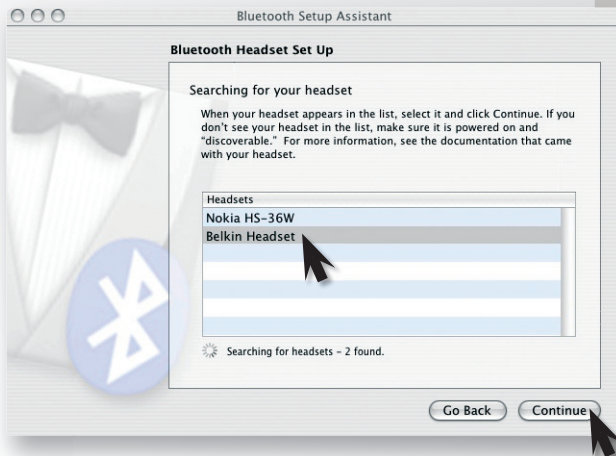 Bluetooth Setup Assistant
Bluetooth Headset Set Up
Searching for your headset
When your headset appears in the list, select it and click Continue. If you
don't see your headset in the list, make sure it is powered on and
“discoverable.” For more information, see the documentation that came
with your headset.
Headsets
Nokia HS-36W
Belkin Headset
Searching for headsets – 2 found.
Go Back
Continue